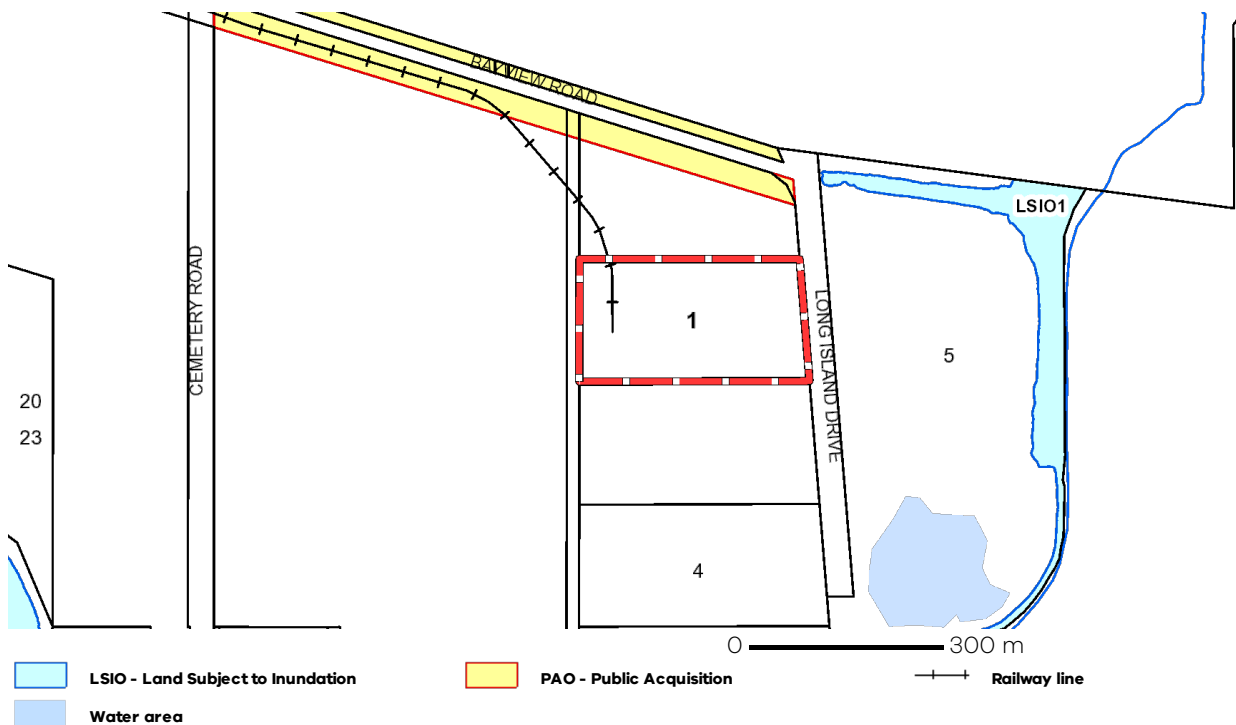 BAYVIEW ROAD
LSIO1
CEMETERY ROAD
LONG ISLAND DRIVE
1
5
20
23
4
0 300 m
LSIO - Land Subject to Inundation
PAO - Public Acquisition
Railway line
Water area